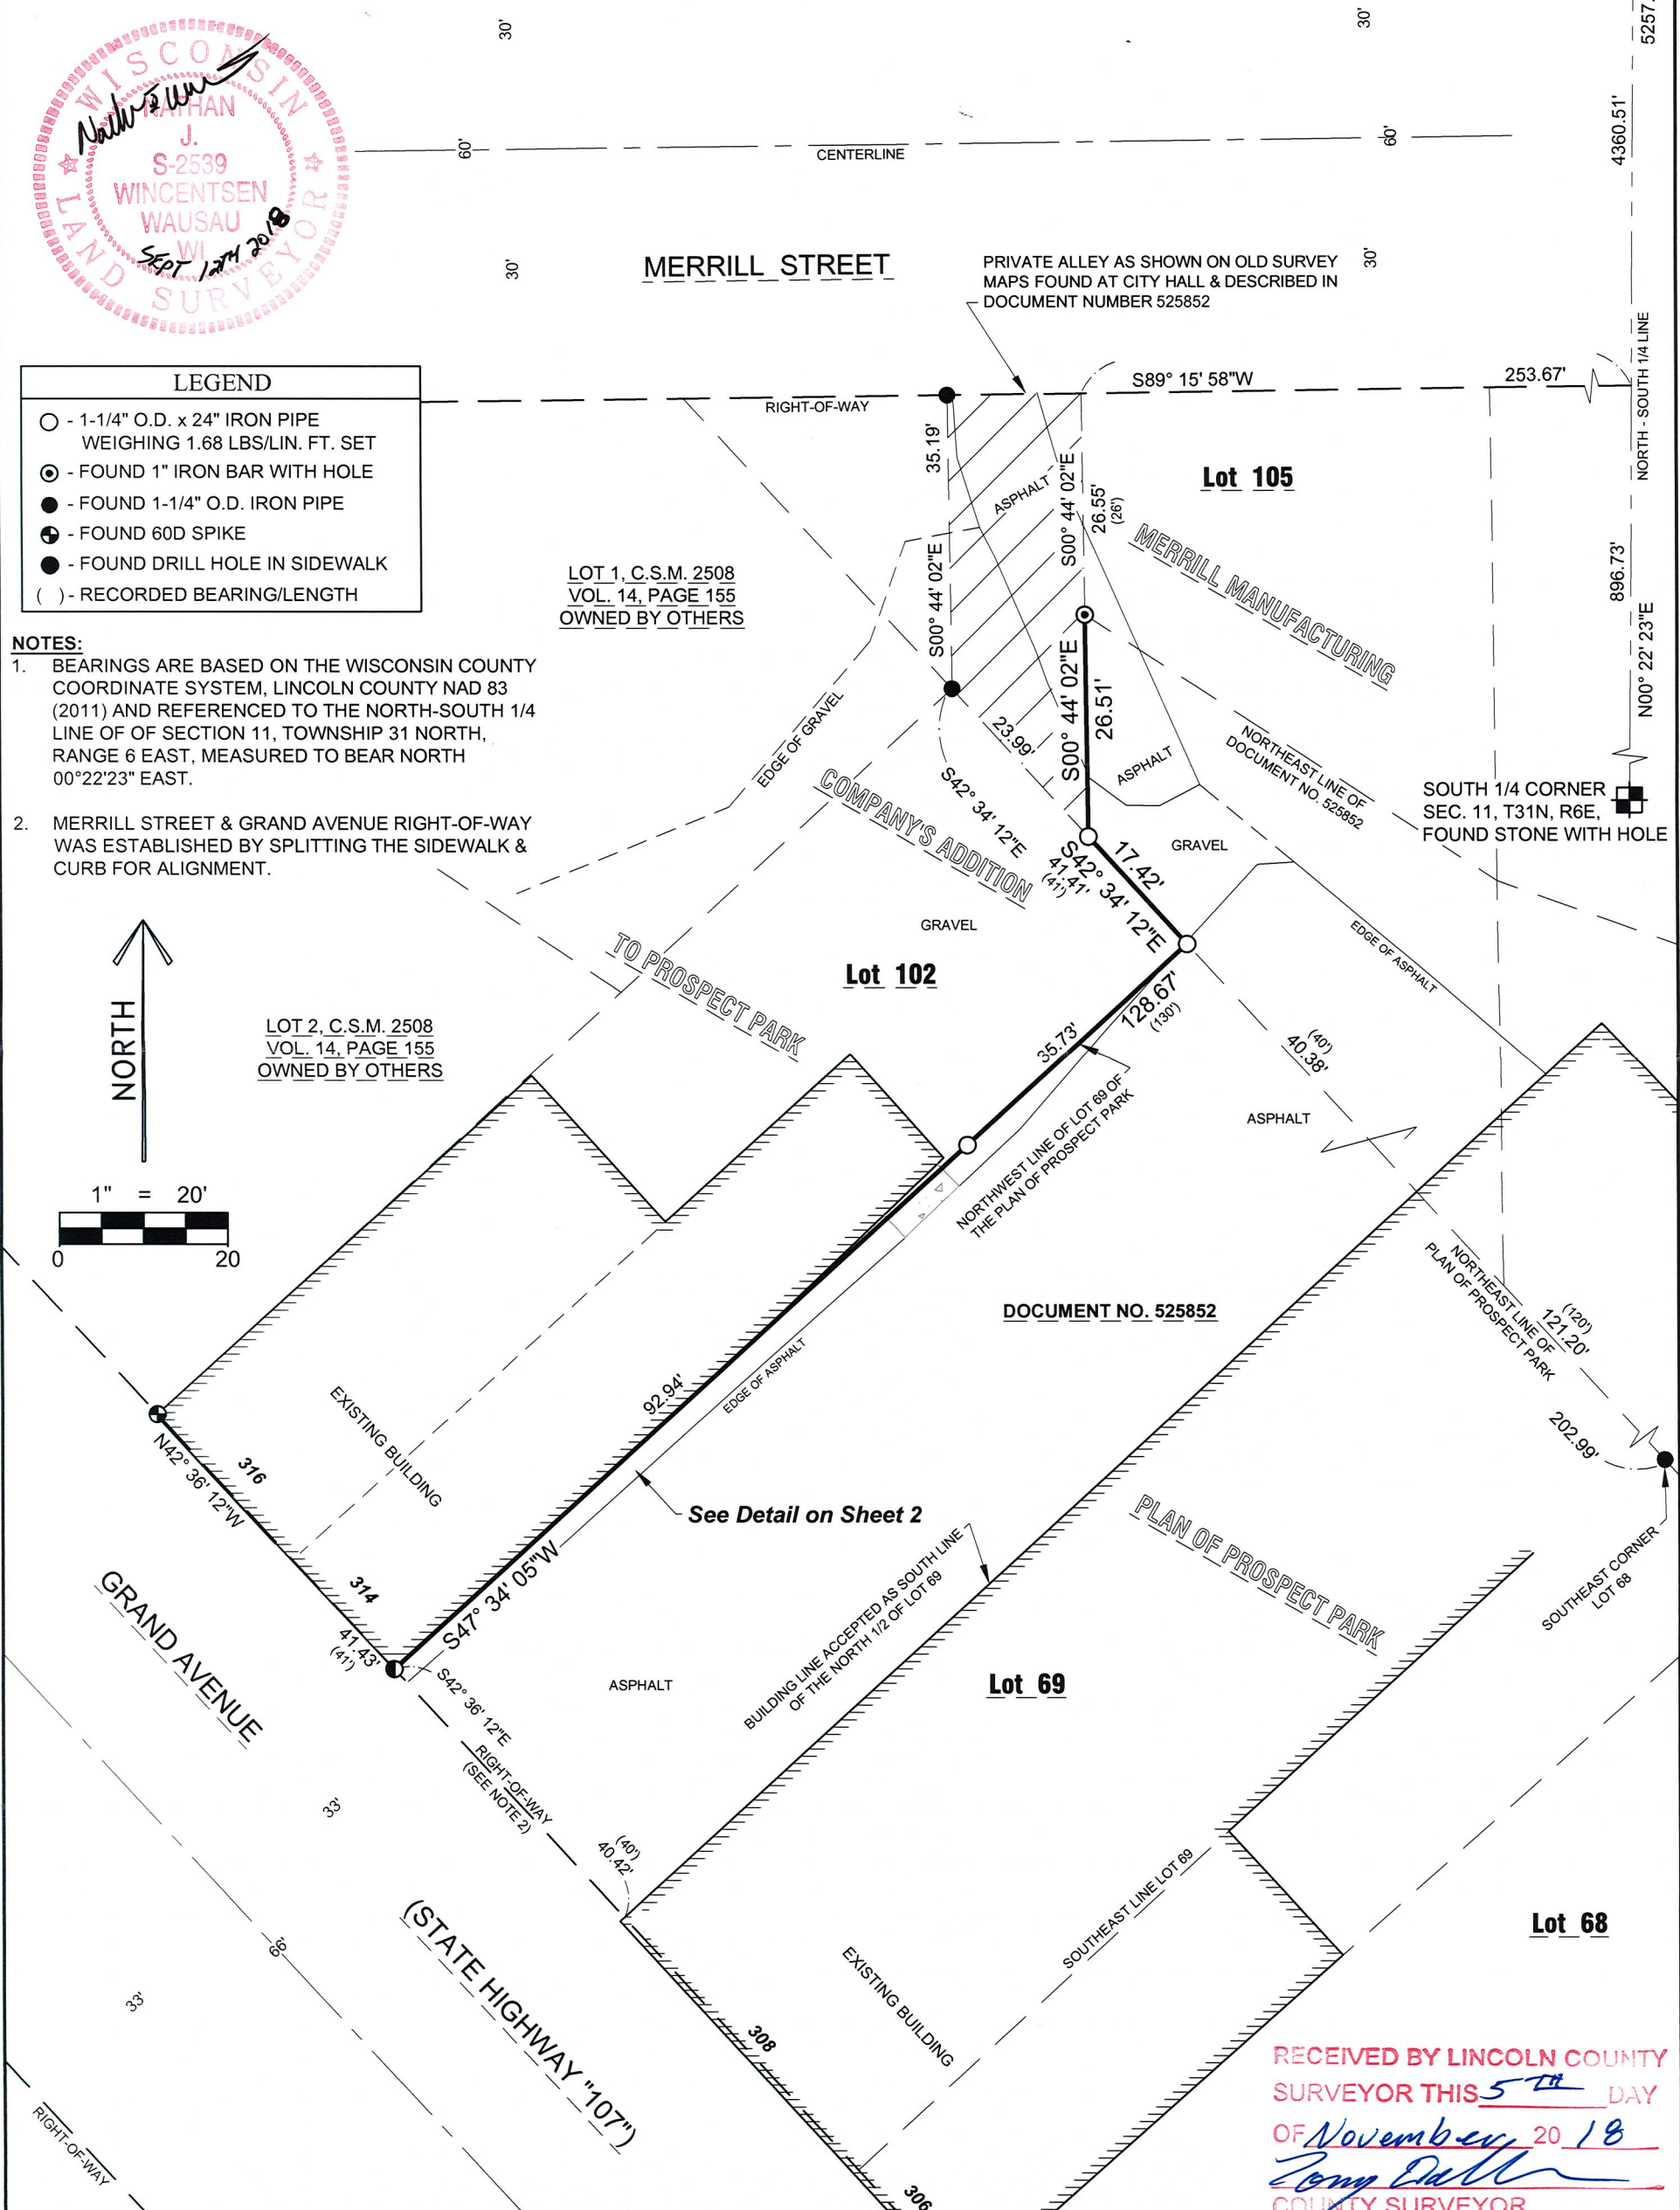 WISCONSIN
LAND SURVEYOR
NATHAN
J.
S-2539
WINCENTSEN
WAUSAU
WI
SEPT 12TH 2018
30'
30'
5257.
4360.51'
60'
CENTERLINE
60'
30'
MERRILL STREET
30'
PRIVATE ALLEY AS SHOWN ON OLD SURVEY
MAPS FOUND AT CITY HALL & DESCRIBED IN
DOCUMENT NUMBER 525852
NORTH - SOUTH 1/4 LINE
LEGEND
- 1-1/4" O.D. x 24" IRON PIPE
WEIGHING 1.68 LBS/LIN. FT. SET
- FOUND 1" IRON BAR WITH HOLE
- FOUND 1-1/4" O.D. IRON PIPE
- FOUND 60D SPIKE
- FOUND DRILL HOLE IN SIDEWALK
( ) - RECORDED BEARING/LENGTH
RIGHT-OF-WAY
S89° 15' 58"W
253.67'
35.19'
S00° 44' 02"E
ASPHALT
S00° 44' 02"E
26.55'
(26')
Lot 105
MERRILL MANUFACTURING
896.73'
N00° 22' 23"E
LOT 1, C.S.M. 2508
VOL. 14, PAGE 155
OWNED BY OTHERS
NOTES:
1. BEARINGS ARE BASED ON THE WISCONSIN COUNTY
COORDINATE SYSTEM, LINCOLN COUNTY NAD 83
(2011) AND REFERENCED TO THE NORTH-SOUTH 1/4
LINE OF OF SECTION 11, TOWNSHIP 31 NORTH,
RANGE 6 EAST, MEASURED TO BEAR NORTH
00°22'23" EAST.
2. MERRILL STREET & GRAND AVENUE RIGHT-OF-WAY
WAS ESTABLISHED BY SPLITTING THE SIDEWALK &
CURB FOR ALIGNMENT.
EDGE OF GRAVEL
23.99'
S42° 34' 12"E
S00° 44' 02"E
26.51'
ASPHALT
NORTHEAST LINE OF
DOCUMENT NO. 525852
SOUTH 1/4 CORNER
SEC. 11, T31N, R6E,
FOUND STONE WITH HOLE
COMPANY'S ADDITION
17.42'
S42° 34' 12"E
41.41'
(41')
GRAVEL
GRAVEL
EDGE OF ASPHALT
TO PROSPECT PARK
Lot 102
NORTH
LOT 2, C.S.M. 2508
VOL. 14, PAGE 155
OWNED BY OTHERS
128.67'
(130')
35.73'
(40')
40.38'
NORTHWEST LINE OF LOT 69 OF
THE PLAN OF PROSPECT PARK
ASPHALT
1" = 20'
0
20
DOCUMENT NO. 525852
NORTHEAST LINE OF
PLAN OF PROSPECT PARK
(120')
121.20'
92.94'
EDGE OF ASPHALT
EXISTING BUILDING
N42° 36' 12"W
316
202.99'
See Detail on Sheet 2
PLAN OF PROSPECT PARK
SOUTHEAST CORNER
LOT 68
BUILDING LINE ACCEPTED AS SOUTH LINE
OF THE NORTH 1/2 OF LOT 69
S47° 34' 05"W
314
41.43'
(41')
GRAND AVENUE
S42° 36' 12"E
ASPHALT
Lot 69
RIGHT-OF-WAY
(SEE NOTE 2)
33'
(40')
40.42'
SOUTHEAST LINE LOT 69
(STATE HIGHWAY "107")
66'
33'
EXISTING BUILDING
Lot 68
308
306
RIGHT-OF-WAY
RECEIVED BY LINCOLN COUNTY
SURVEYOR THIS 5TH DAY
OF November 20 18
COUNTY SURVEYOR